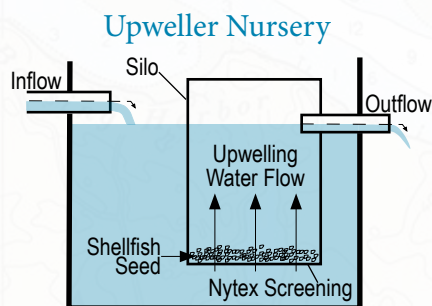 Upweller Nursery
Inflow
Silo
Outflow
Upwelling
Water Flow
Shellfish
Seed
Nytex Screening